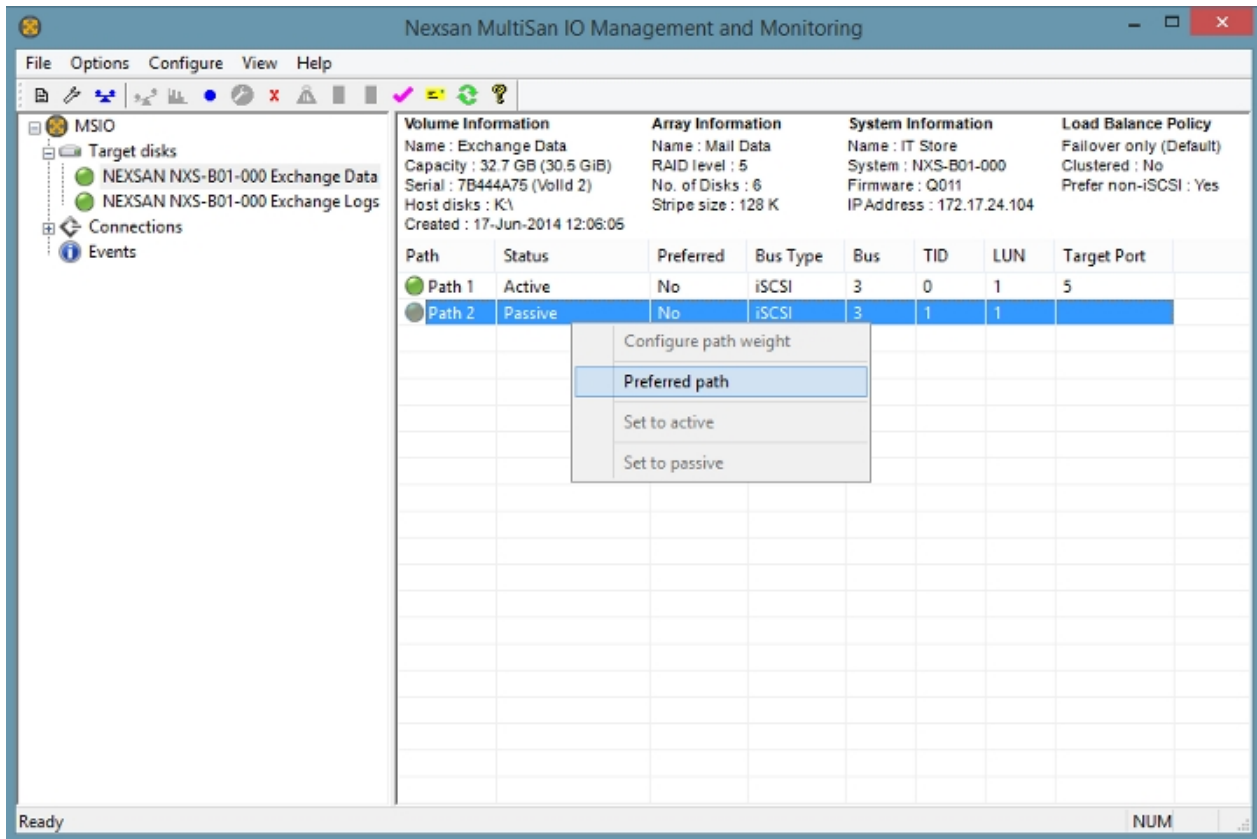 Nexsan MultiSan IO Management and Monitoring
File Options Configure View Help
MSIO
Target disks
NEXSAN NXS-B01-000 Exchange Data
NEXSAN NXS-B01-000 Exchange Logs
Connections
Events
Volume Information Array Information System Information Load Balance Policy
Name : Exchange Data Name : Mail Data Name : IT Store Failover only (Default)
Capacity : 32.7 GB (30.5 GiB) RAID level : 5 System : NXS-B01-000 Clustered : No
Serial : 7B444A75 (VolId 2) No. of Disks : 6 Firmware : Q011 Prefer non-iSCSI : Yes
Host disks : K:\ Stripe size : 128 K IP Address : 172.17.24.104
Created : 17-Jun-2014 12:06:05
Path Status Preferred Bus Type Bus TID LUN Target Port
Path 1 Active No iSCSI 3 0 1 5
Path 2 Passive No iSCSI 3 1 1
Configure path weight
Preferred path
Set to active
Set to passive
Ready NUM